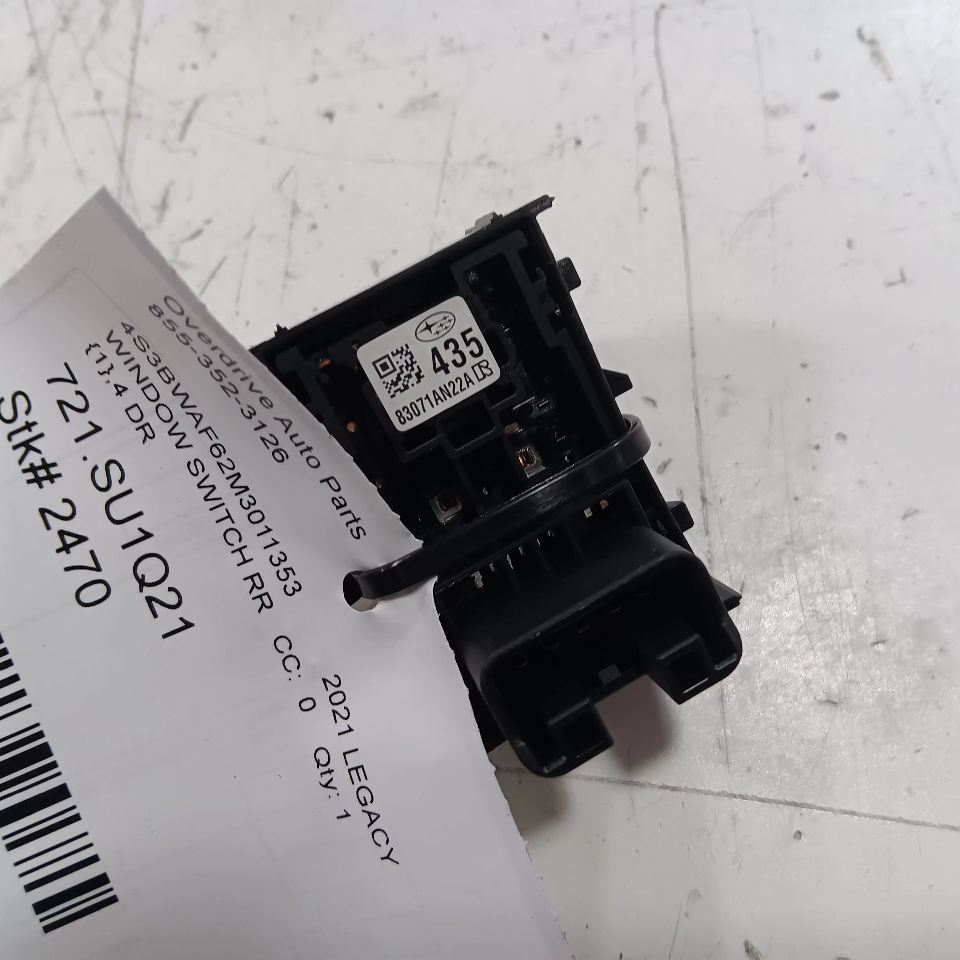 Overdrive Auto Parts
855-352-3126
4S3BWAF62M3011353 2021 LEGACY
WINDOW SWITCH RR CC: 0 Qty: 1
{1};4 DR
721.SU1Q21
Stk# 2470
435
83071AN22A